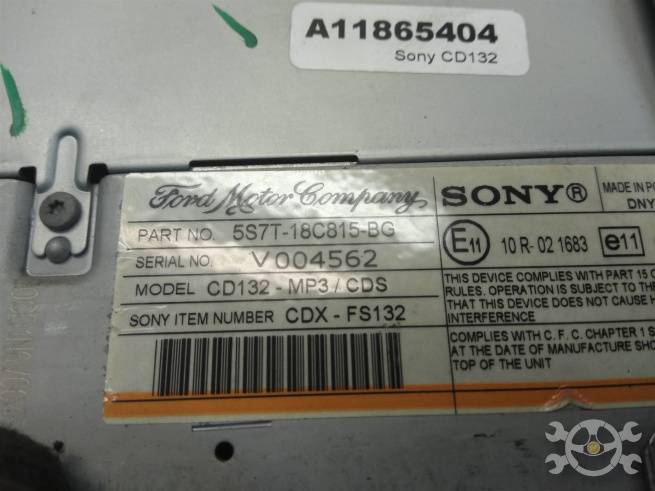 A11865404
Sony CD132
Ford Motor Company
PART NO. 5S7T-18C815-BG
SERIAL NO. V004562
MODEL CD132 - MP3 / CDS
SONY ITEM NUMBER CDX - FS132
SONY® MADE IN PO
DNY
E11 10 R- 02 1683 e11
THIS DEVICE COMPLIES WITH PART 15 O
RULES. OPERATION IS SUBJECT TO THE
THIS DEVICE DOES NOT CAUSE H
INTERFERENCE
COMPLIES WITH C. F. C. CHAPTER 1 S
AT THE DATE OF MANUFACTURE SHO
TOP OF THE UNIT